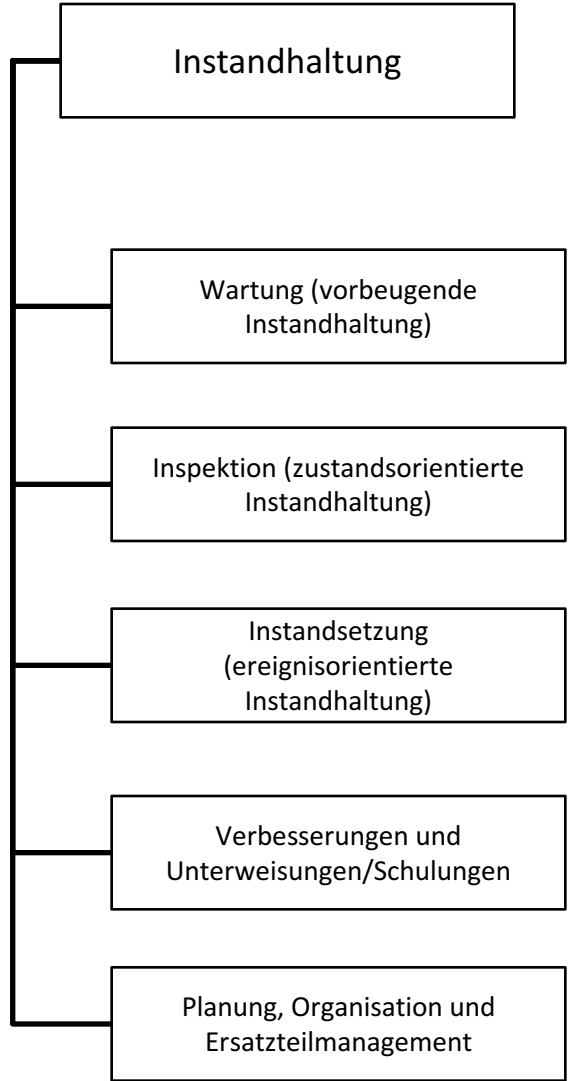 Instandhaltung
Wartung (vorbeugende
Instandhaltung)
Inspektion (zustandsorientierte
Instandhaltung)
Instandsetzung
(ereignisorientierte
Instandhaltung)
Verbesserungen und
Unterweisungen/Schulungen
Planung, Organisation und
Ersatzteilmanagement